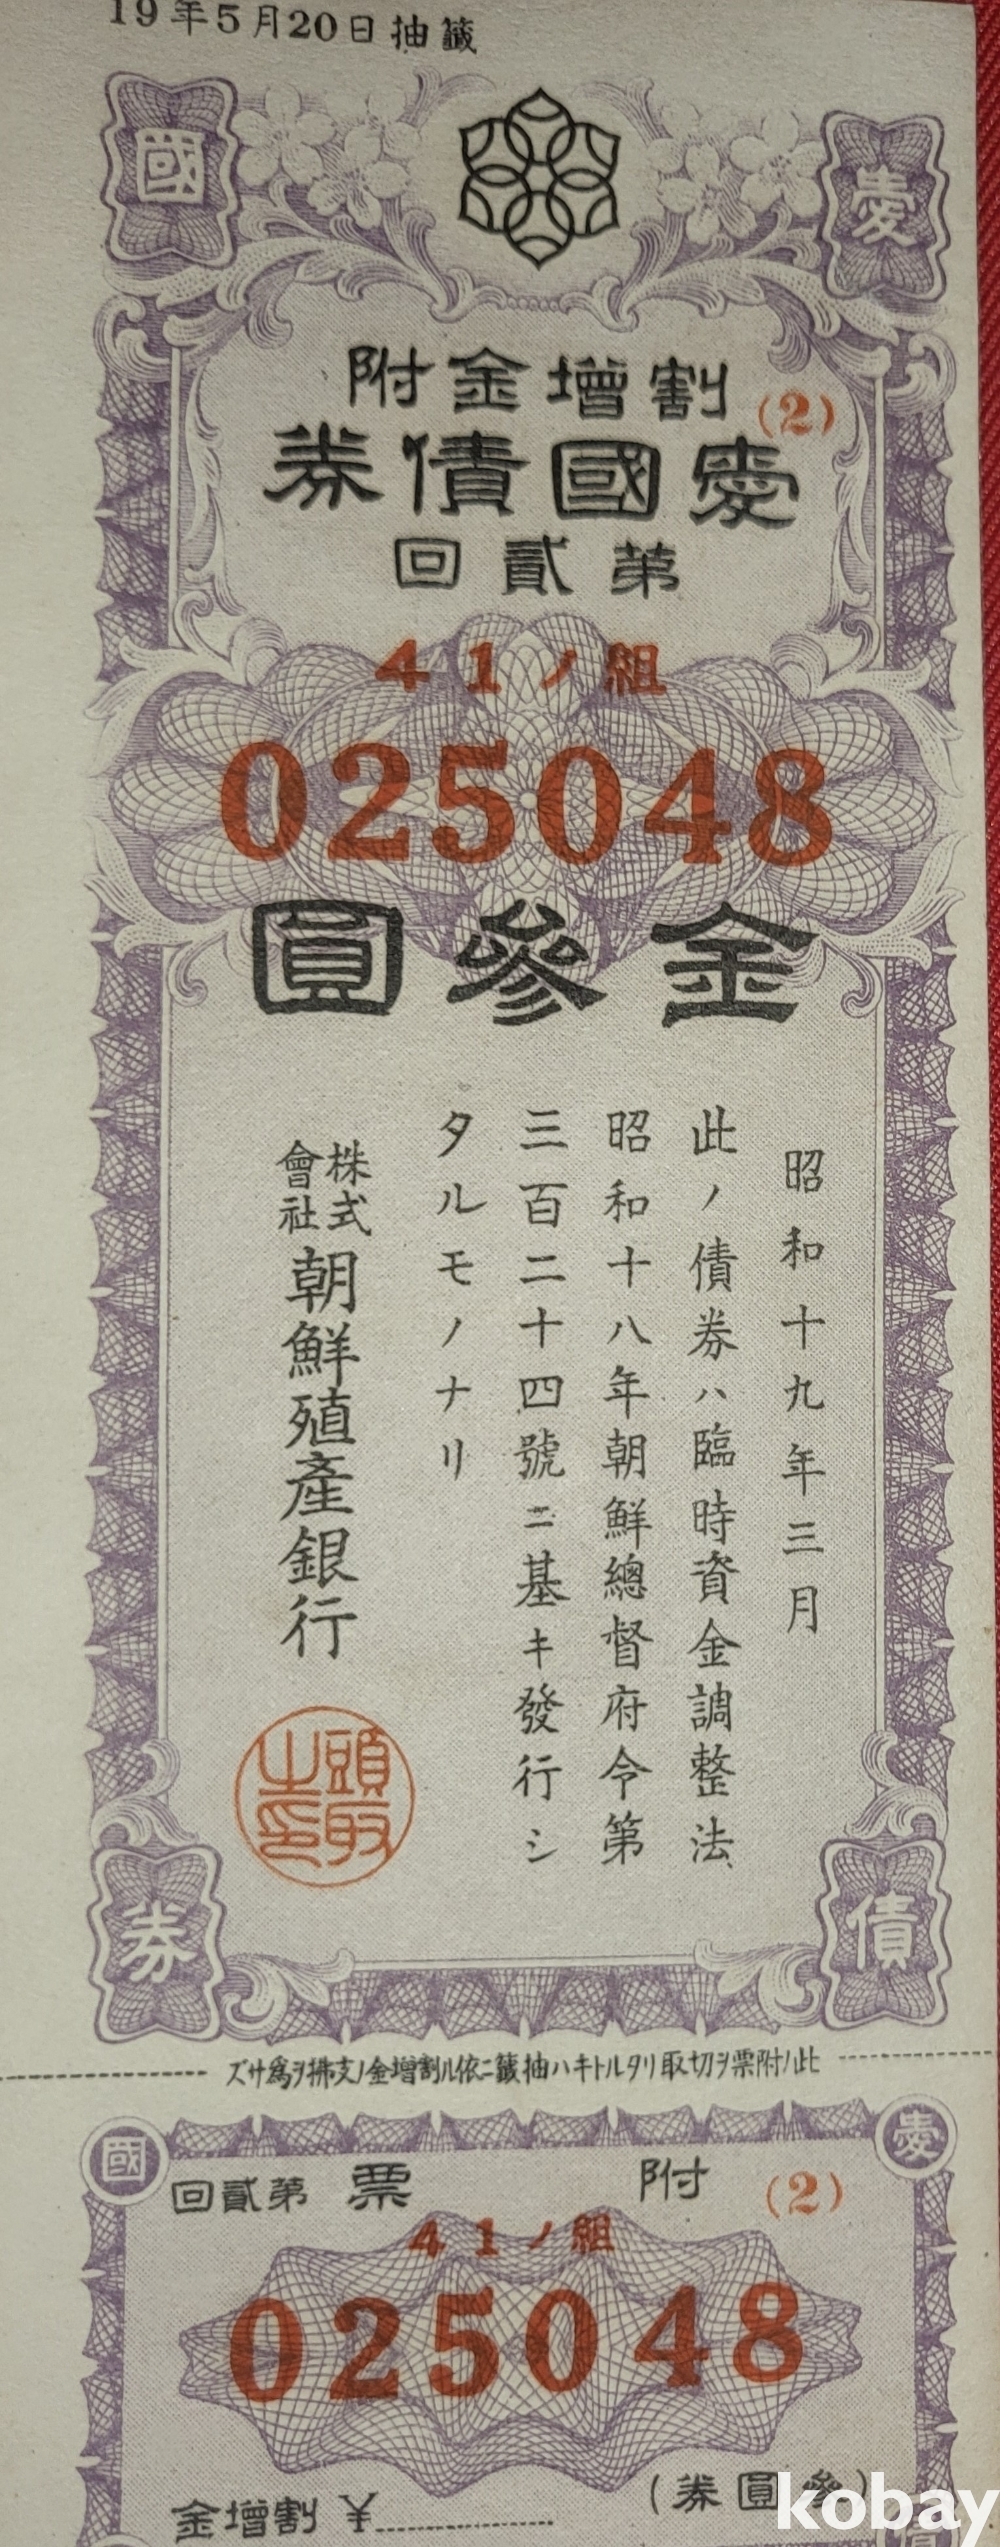 19年5月20日抽籤
國
愛
割增金附
(2)
愛國債券
第貳回
41ノ組
025048
金參圓
昭和十九年三月
此ノ債券ハ臨時資金調整法
昭和十八年朝鮮總督府令第
三百二十四號ニ基キ發行シ
タルモノナリ
株式會社朝鮮殖產銀行
頭取之印
債
券
此ノ附票ヲ切取リタルトキハ抽籤ニ依ル割增金ノ支拂ヲ爲サズ
國
愛
附票 第貳回
(2)
41ノ組
025048
(參圓券)
割增金 ¥
kobay